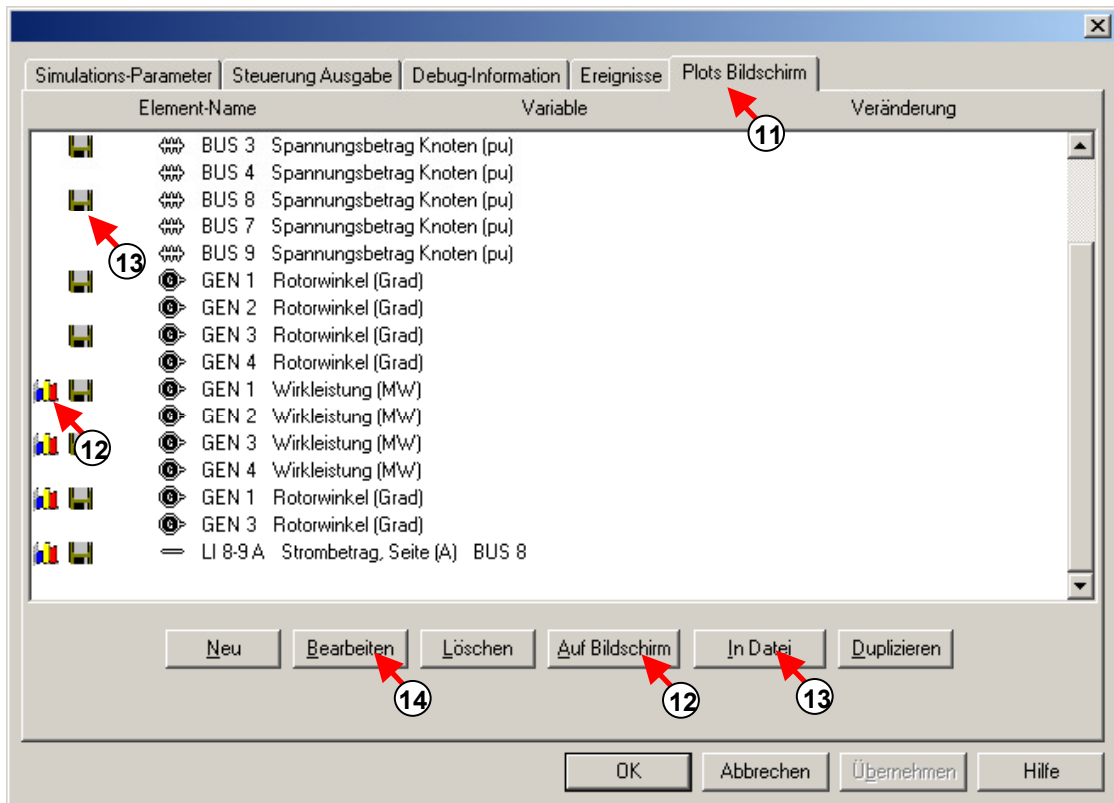 Simulations-Parameter Steuerung Ausgabe Debug-Information Ereignisse Plots Bildschirm
Element-Name Variable Veränderung
11
BUS 3 Spannungsbetrag Knoten (pu)
BUS 4 Spannungsbetrag Knoten (pu)
BUS 8 Spannungsbetrag Knoten (pu)
BUS 7 Spannungsbetrag Knoten (pu)
13 BUS 9 Spannungsbetrag Knoten (pu)
G GEN 1 Rotorwinkel (Grad)
G GEN 2 Rotorwinkel (Grad)
G GEN 3 Rotorwinkel (Grad)
G GEN 4 Rotorwinkel (Grad)
G GEN 1 Wirkleistung (MW)
G GEN 2 Wirkleistung (MW)
12 G GEN 3 Wirkleistung (MW)
G GEN 4 Wirkleistung (MW)
G GEN 1 Rotorwinkel (Grad)
G GEN 3 Rotorwinkel (Grad)
LI 8-9 A Strombetrag, Seite (A) BUS 8
Neu Bearbeiten Löschen Auf Bildschirm In Datei Duplizieren
14 12 13
OK Abbrechen Übernehmen Hilfe